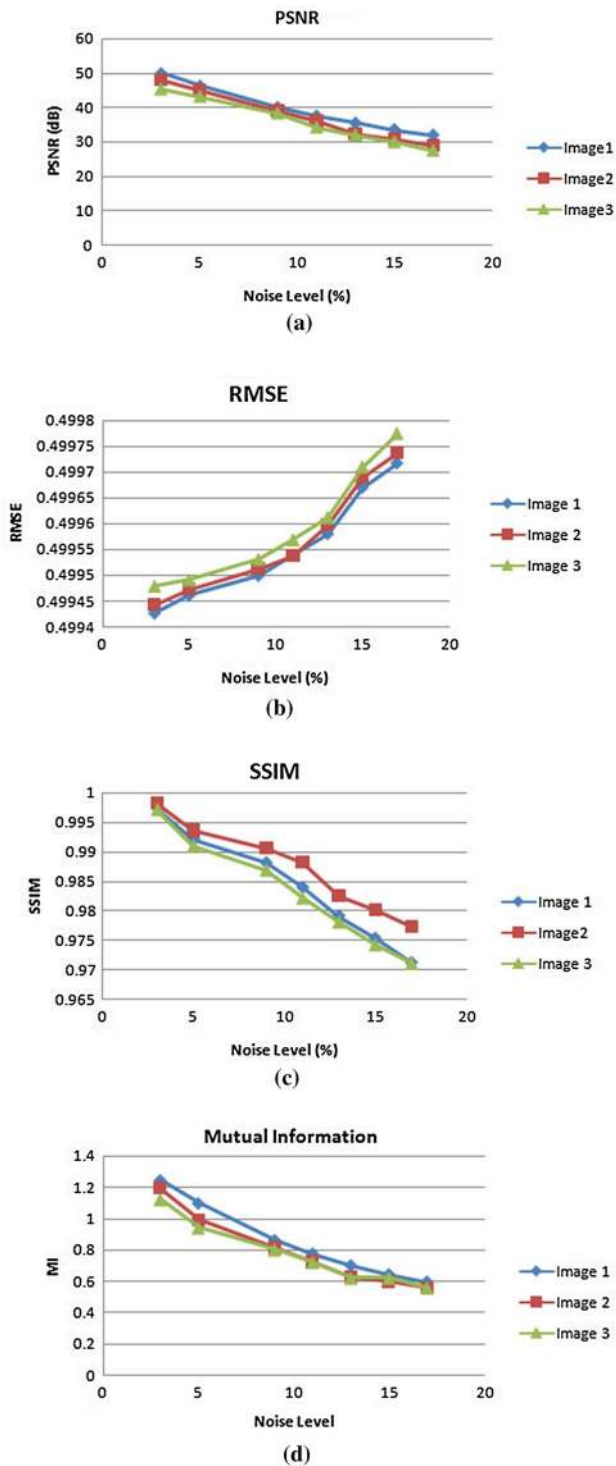 PSNR
60
50
40
30
20
10
0
PSNR (dB)
0 5 10 15 20
Noise Level (%)
Image1
Image2
Image3
(a)
RMSE
0.4998
0.49975
0.4997
0.49965
0.4996
0.49955
0.4995
0.49945
0.4994
RMSE
0 5 10 15 20
Noise Level (%)
Image 1
Image 2
Image 3
(b)
SSIM
1
0.995
0.99
0.985
0.98
0.975
0.97
0.965
SSIM
0 5 10 15 20
Noise Level (%)
Image 1
Image2
Image 3
(c)
Mutual Information
1.4
1.2
1
0.8
0.6
0.4
0.2
0
MI
0 5 10 15 20
Noise Level
Image 1
Image 2
Image 3
(d)